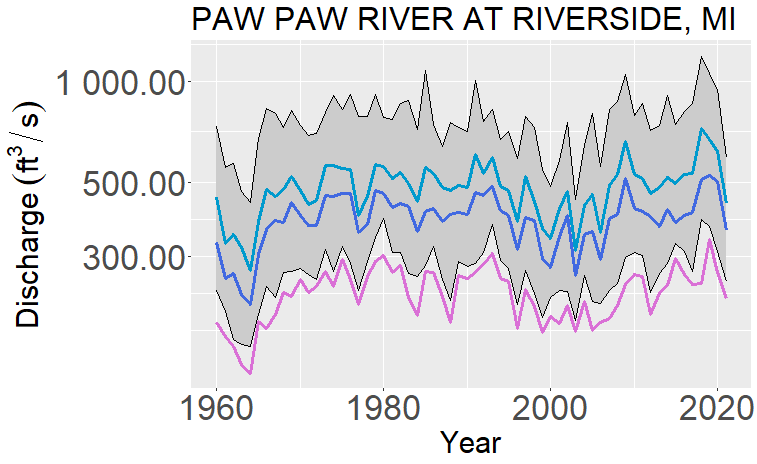 PAW PAW RIVER AT RIVERSIDE, MI
Discharge (ft³/s)
1 000.00
500.00
300.00
1960 1980 2000 2020
Year